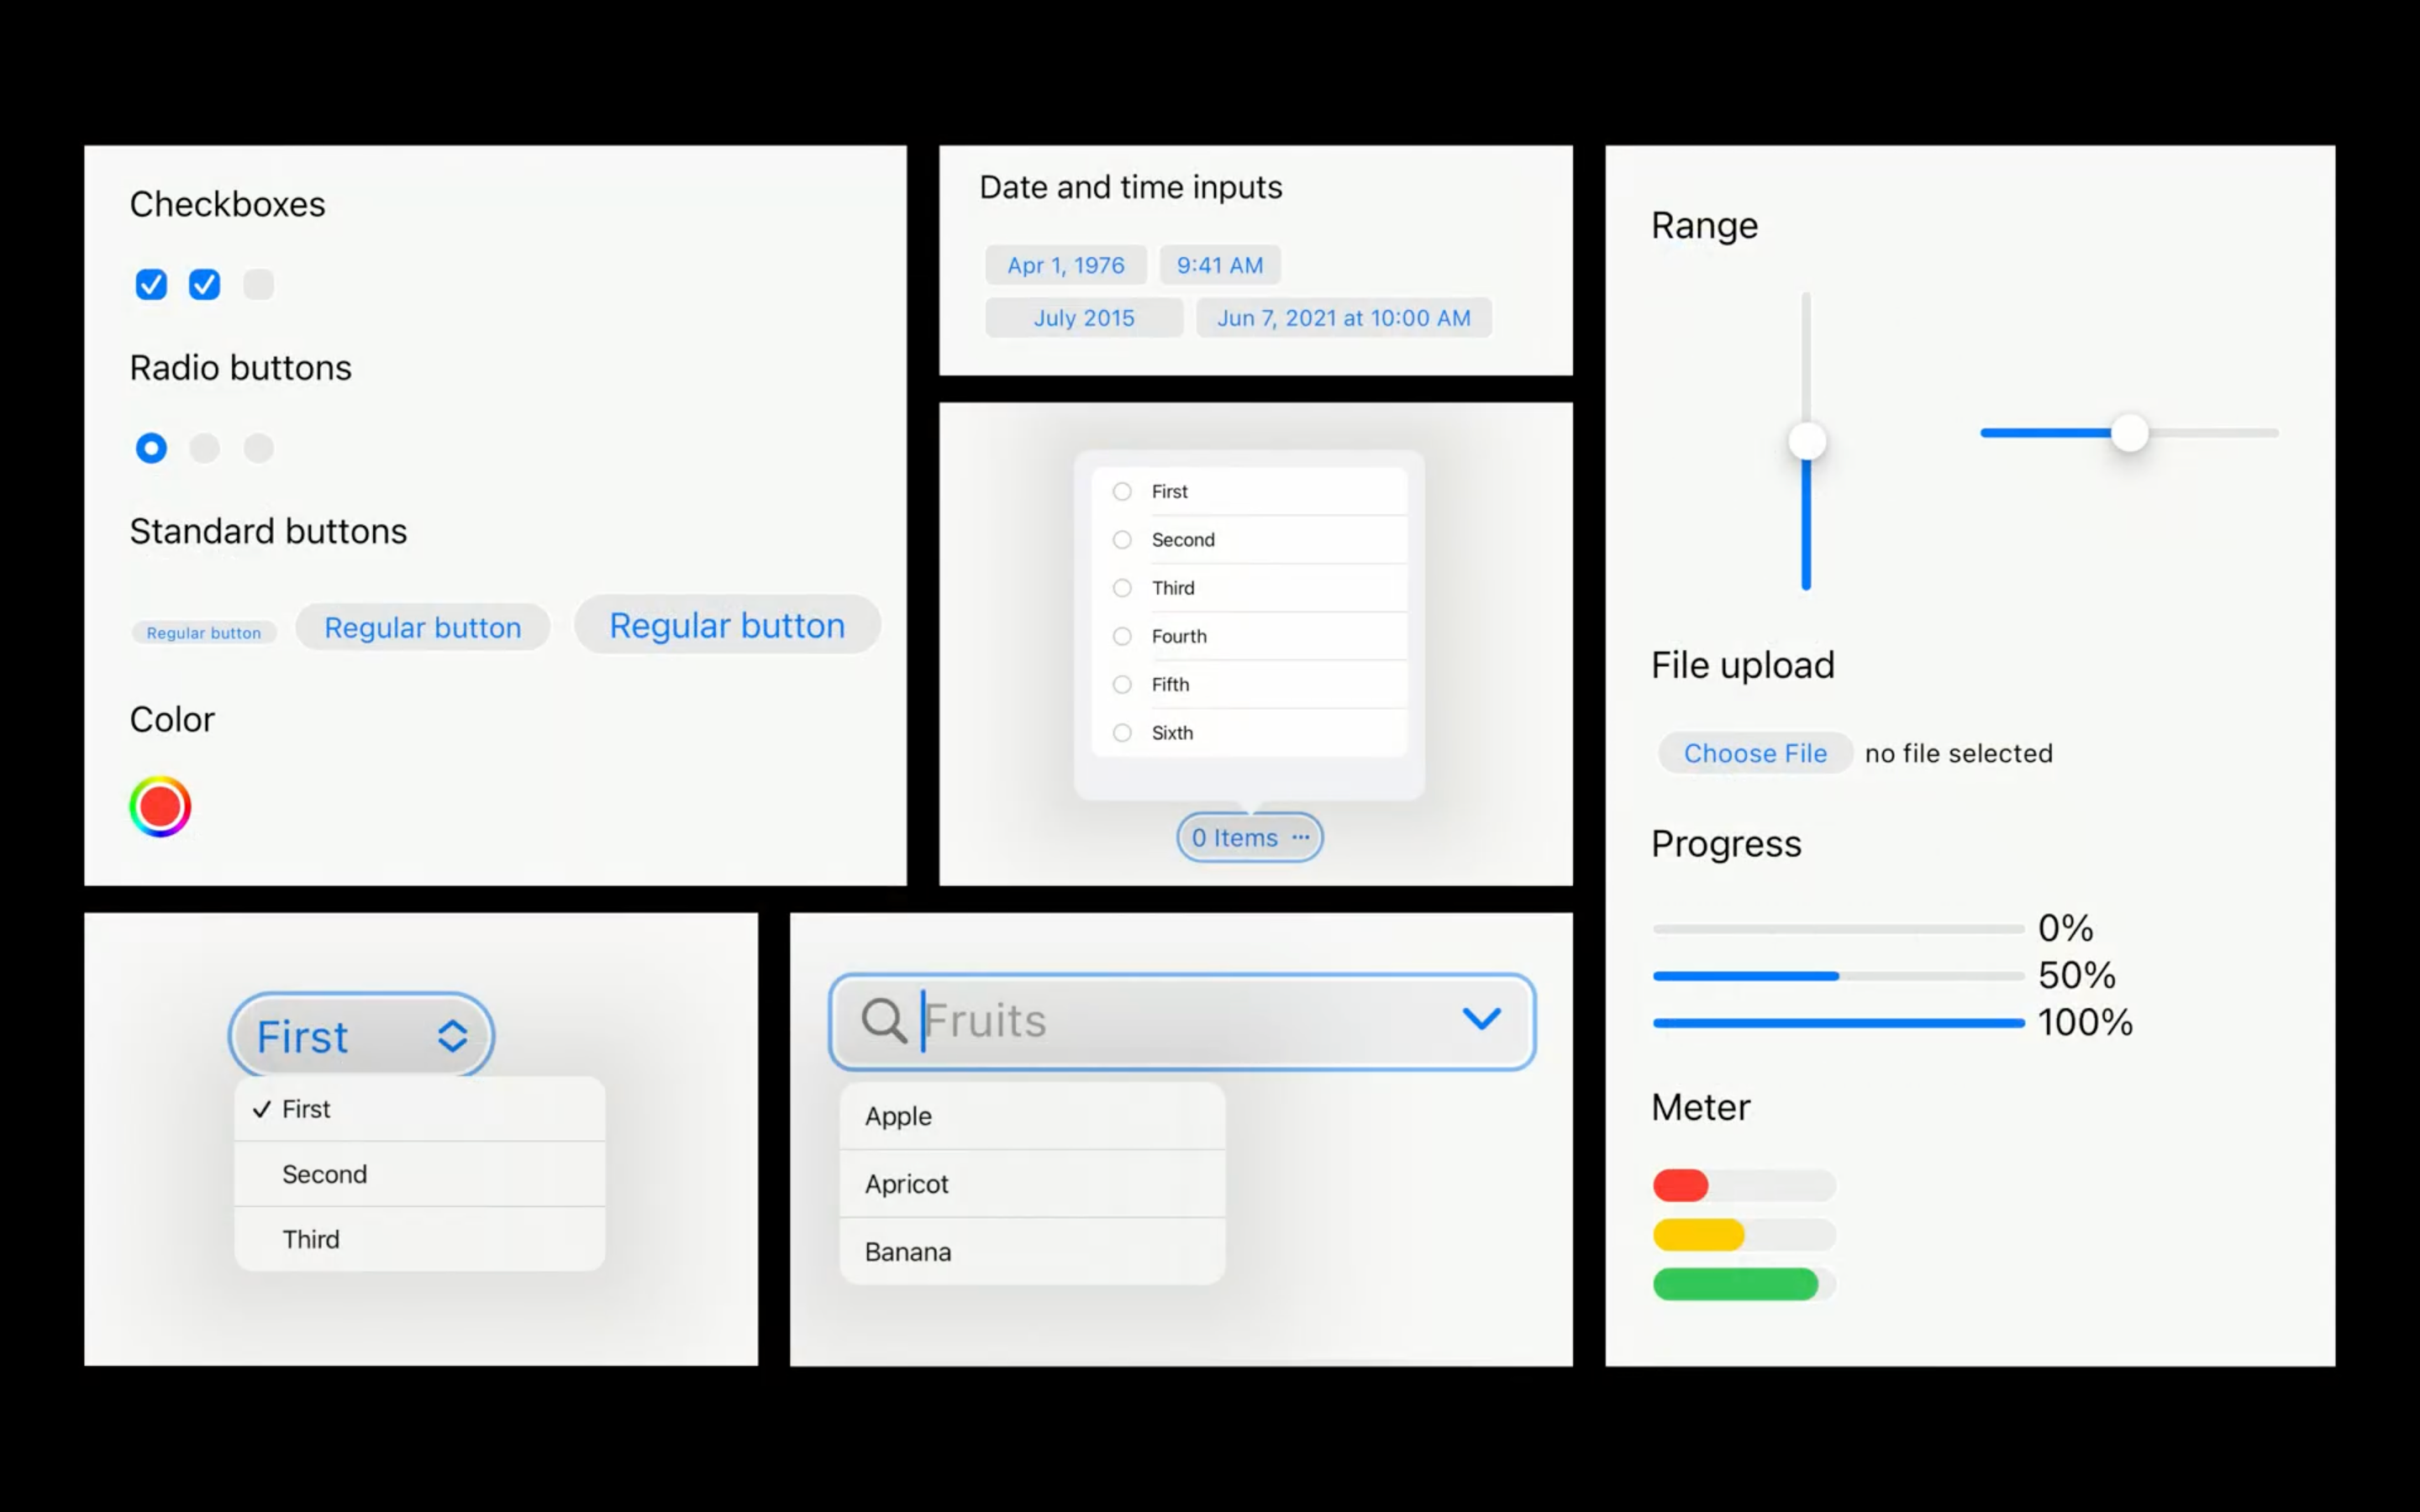 Checkboxes
Radio buttons
Standard buttons
Regular button Regular button Regular button
Color
Date and time inputs
Apr 1, 1976 9:41 AM
July 2015 Jun 7, 2021 at 10:00 AM
First
Second
Third
Fourth
Fifth
Sixth
0 Items ···
First
✓ First
Second
Third
Fruits
Apple
Apricot
Banana
Range
File upload
Choose File no file selected
Progress
0%
50%
100%
Meter